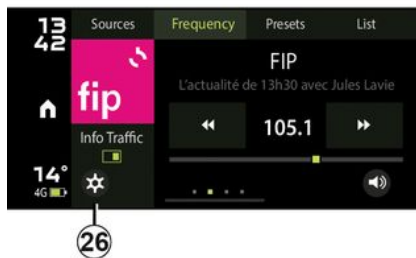 13
42
Sources
Frequency
Presets
List
fip
FIP
L'actualité de 13h30 avec Jules Lavie
105.1
Info Traffic
14°
4G
26